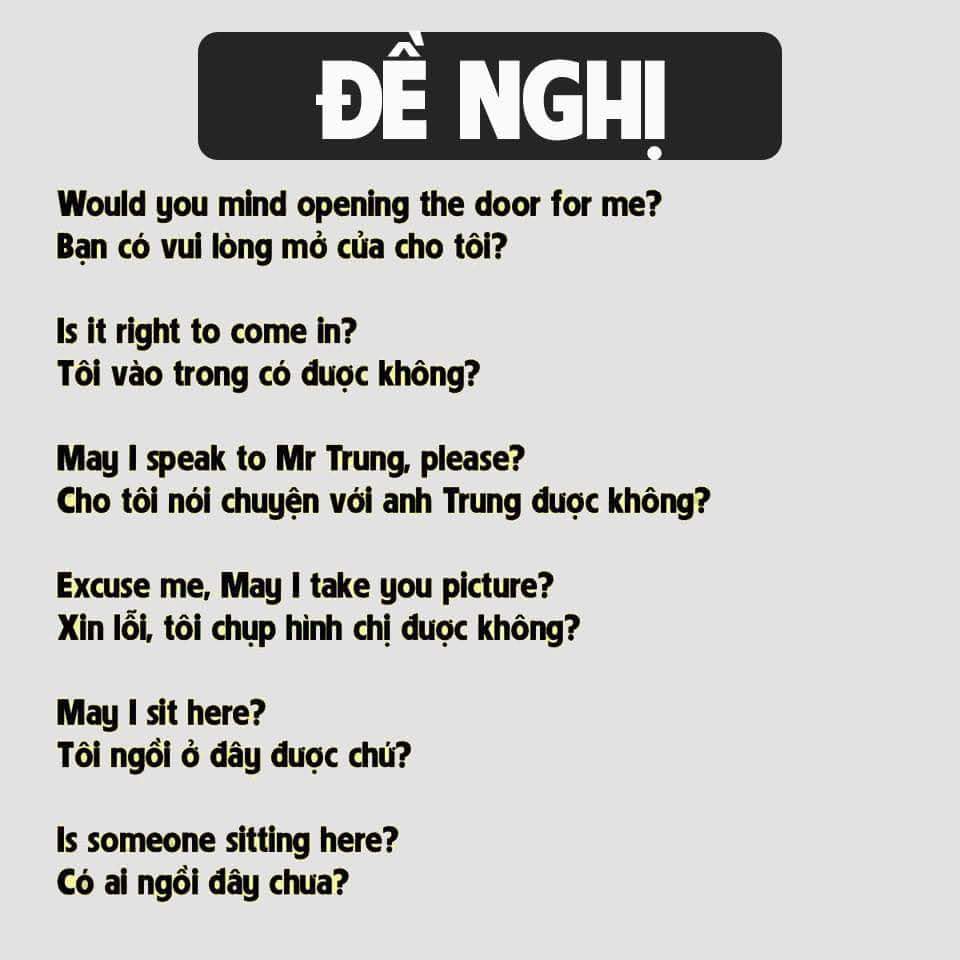 ĐỀ NGHỊ
Would you mind opening the door for me?
Bạn có vui lòng mở cửa cho tôi?
Is it right to come in?
Tôi vào trong có được không?
May I speak to Mr Trung, please?
Cho tôi nói chuyện với anh Trung được không?
Excuse me, May I take you picture?
Xin lỗi, tôi chụp hình chị được không?
May I sit here?
Tôi ngồi ở đây được chứ?
Is someone sitting here?
Có ai ngồi đây chưa?